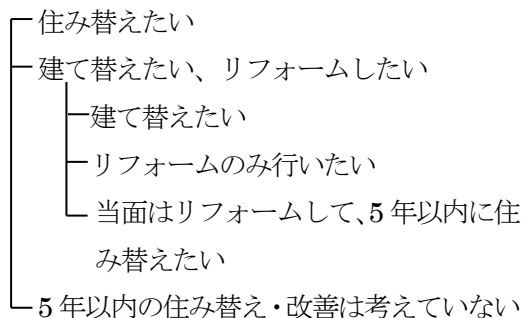 住み替えたい
建て替えたい、リフォームしたい
建て替えたい
リフォームのみ行いたい
当面はリフォームして、5年以内に住
み替えたい
5年以内の住み替え・改善は考えていない